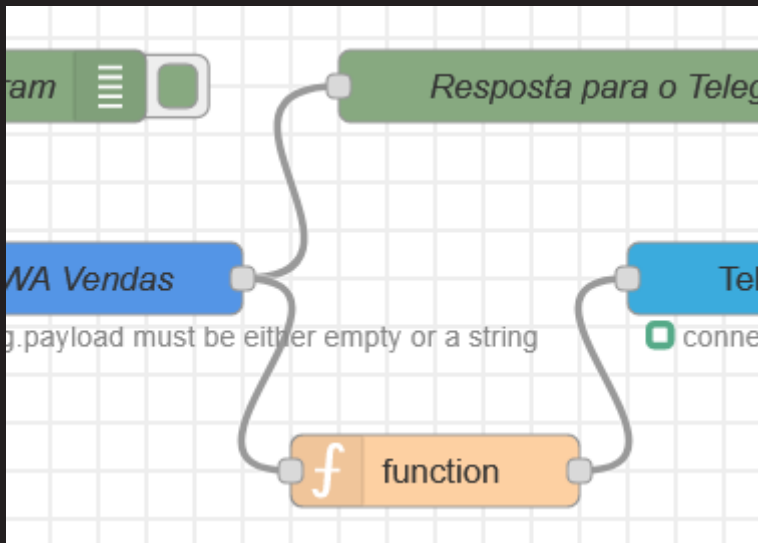 ram
Resposta para o Teleg
WA Vendas
Tel
g.payload must be either empty or a string
conne
function